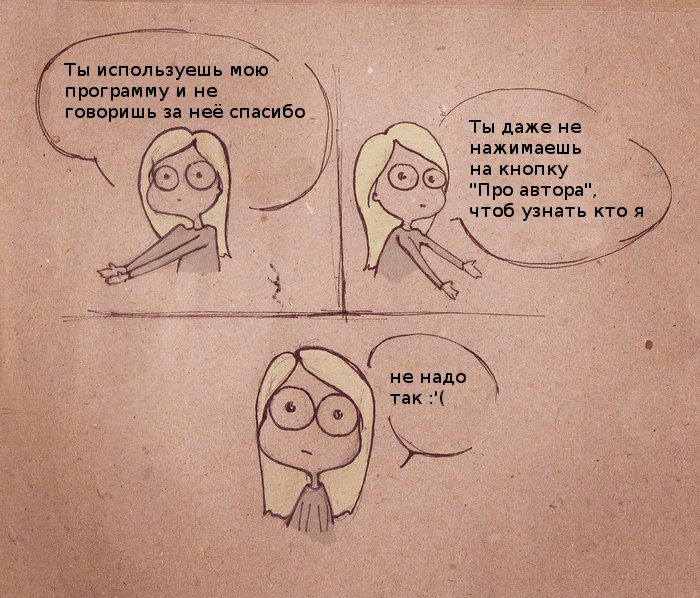 Ты используешь мою
программу и не
говоришь за неё спасибо
Ты даже не
нажимаешь
на кнопку
"Про автора",
чтоб узнать кто я
не надо
так :'(